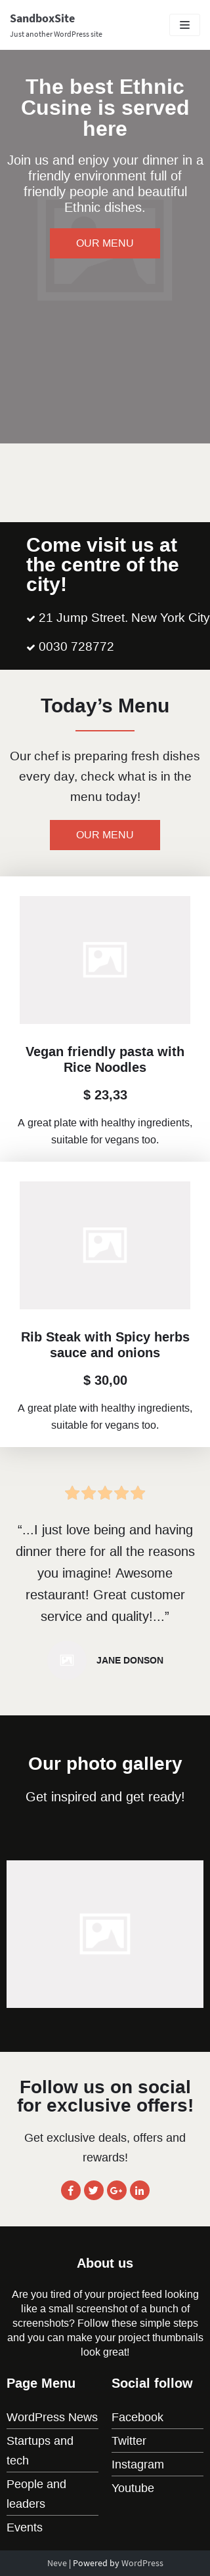 SandboxSite
Just another WordPress site
The best Ethnic
Cusine is served
here
Join us and enjoy your dinner in a
friendly environment full of
friendly people and beautiful
Ethnic dishes.
OUR MENU
Come visit us at
the centre of the
city!
21 Jump Street. New York City
0030 728772
Today’s Menu
Our chef is preparing fresh dishes
every day, check what is in the
menu today!
OUR MENU
Vegan friendly pasta with
Rice Noodles
$ 23,33
A great plate with healthy ingredients,
suitable for vegans too.
Rib Steak with Spicy herbs
sauce and onions
$ 30,00
A great plate with healthy ingredients,
suitable for vegans too.
“…I just love being and having
dinner there for all the reasons
you imagine! Awesome
restaurant! Great customer
service and quality!...”
JANE DONSON
Our photo gallery
Get inspired and get ready!
Follow us on social
for exclusive offers!
Get exclusive deals, offers and
rewards!
About us
Are you tired of your project feed looking
like a small screenshot of a bunch of
screenshots? Follow these simple steps
and you can make your project thumbnails
look great!
Page Menu
WordPress News
Startups and
tech
People and
leaders
Events
Social follow
Facebook
Twitter
Instagram
Youtube
Neve | Powered by WordPress